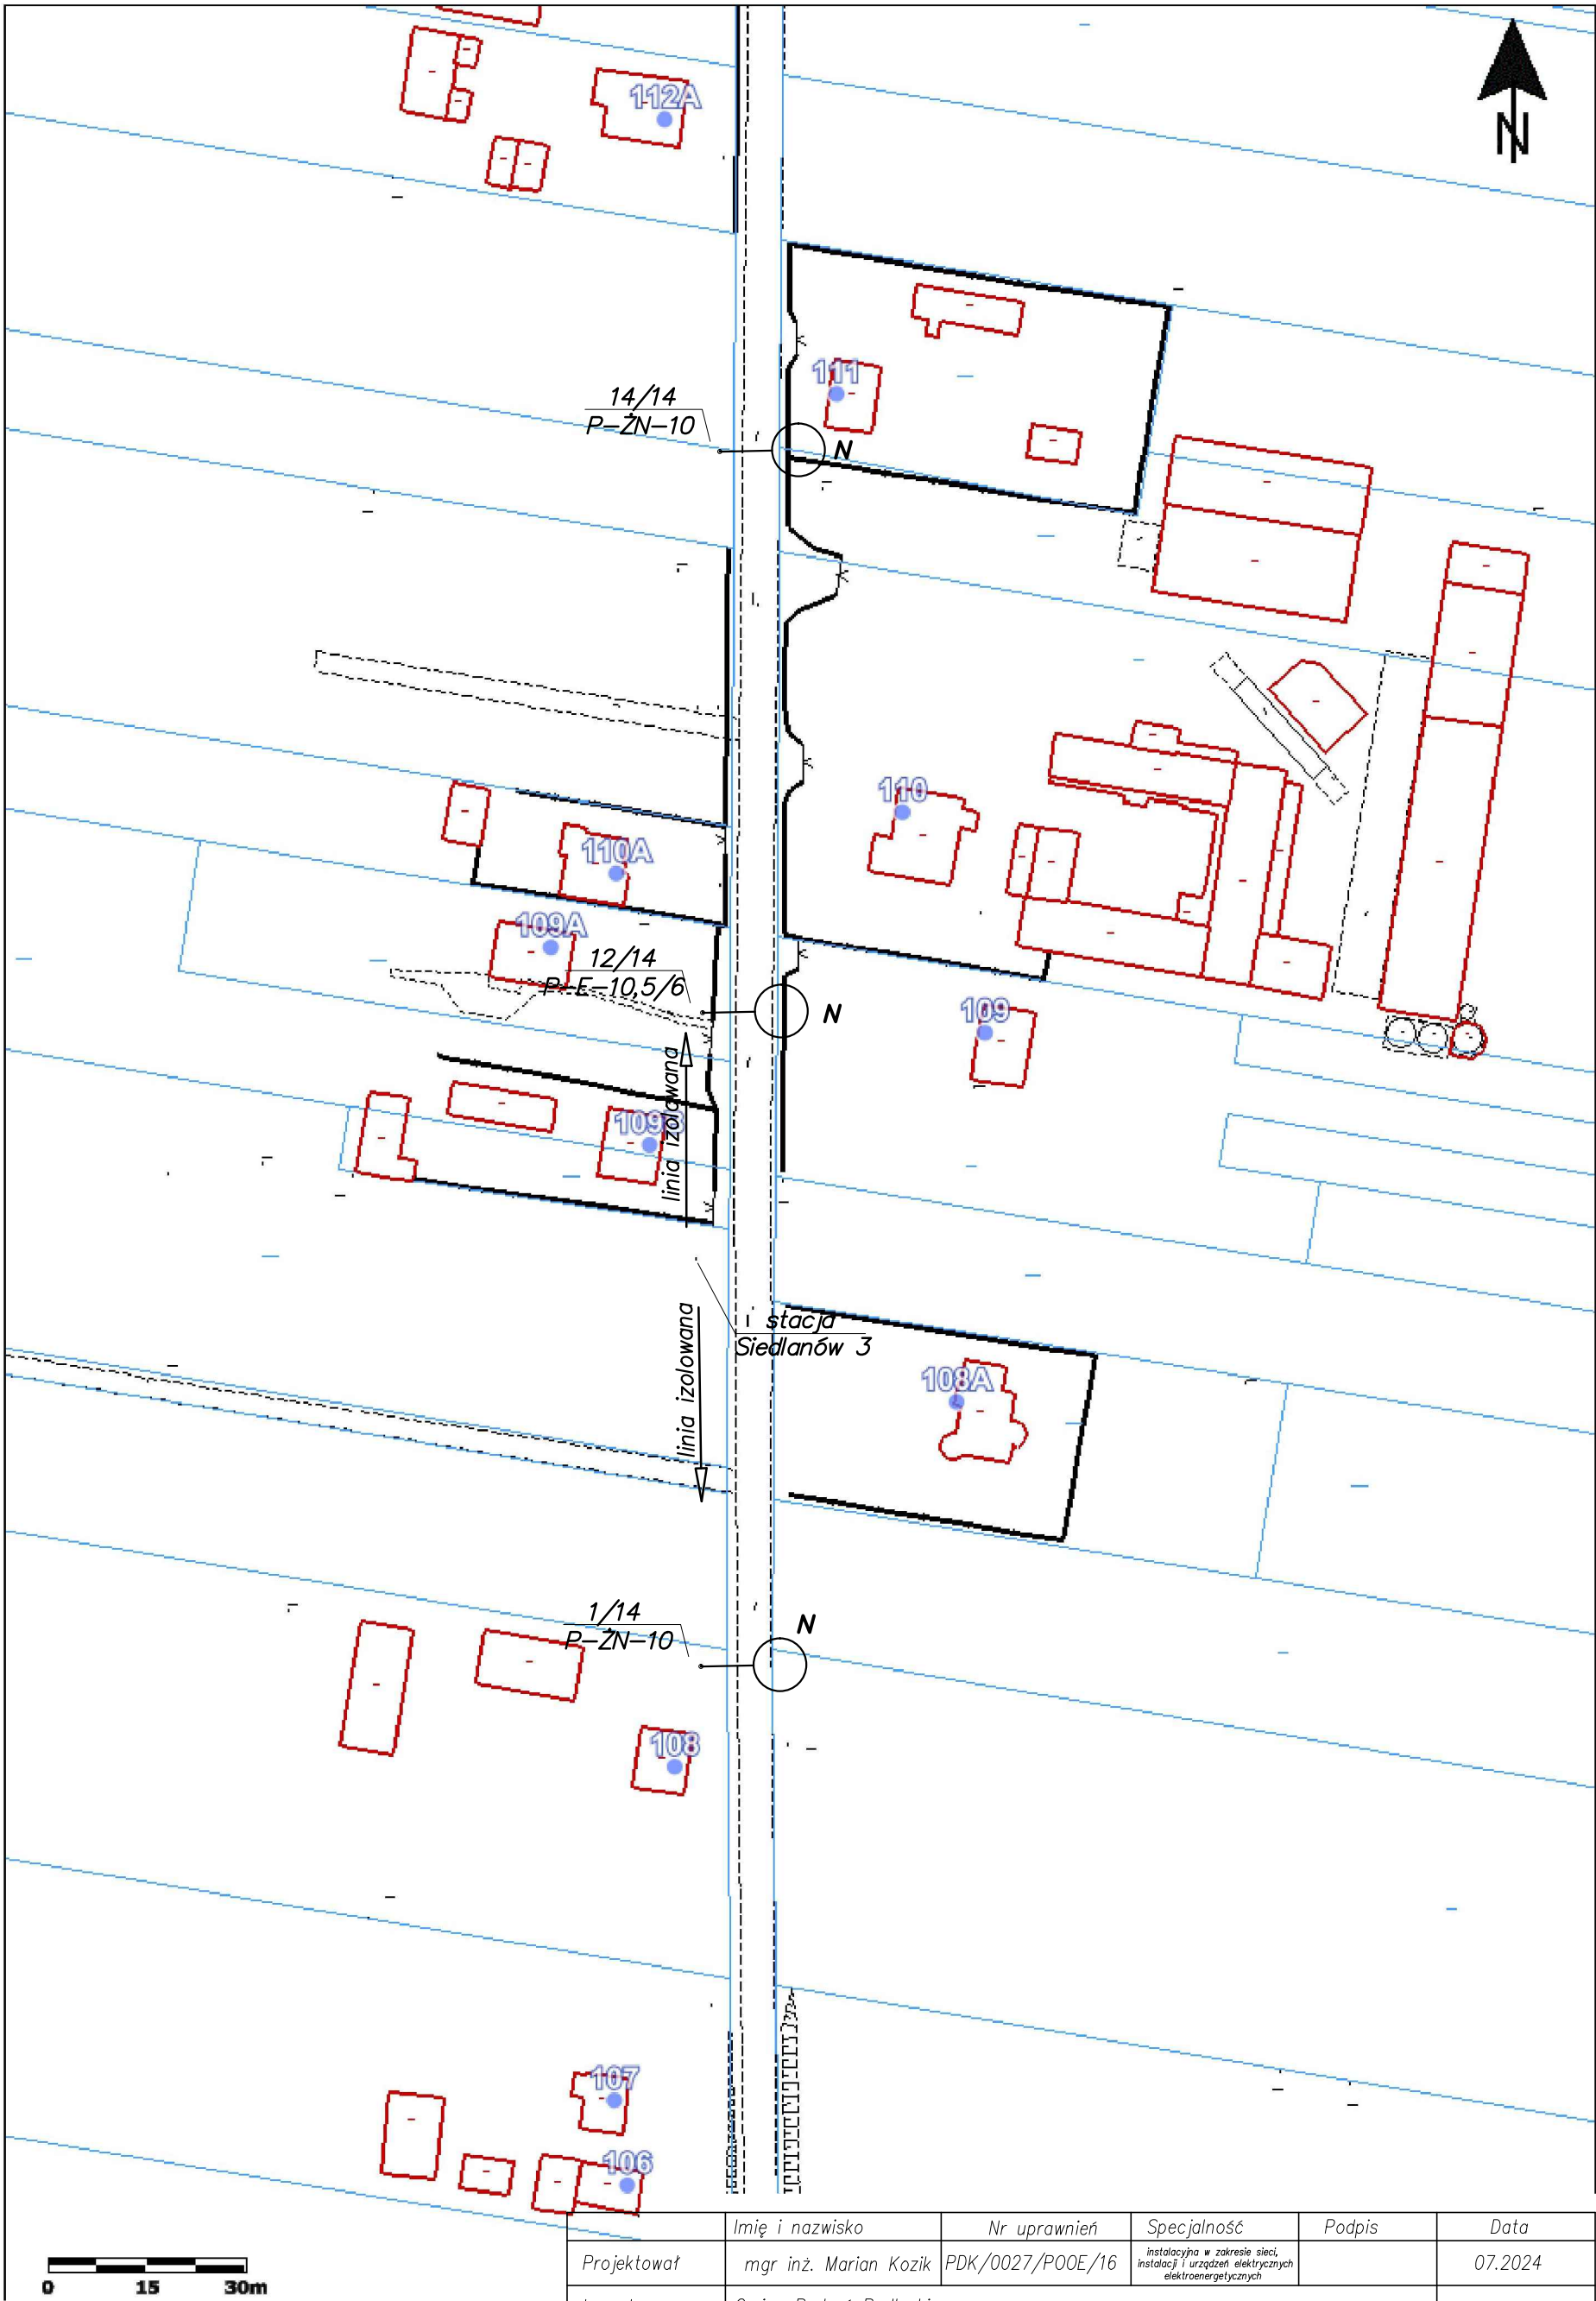 112A
N
111
14/14
P-ŻN-10
N
110
110A
109A
12/14
P-E-10,5/6
N
109
linia izolowana
stacja
Siedlanów 3
linia izolowana
108A
1/14
P-ŻN-10
N
108
107
106
Imię i nazwisko
Nr uprawnień
Specjalność
Podpis
Data
Projektował
mgr inż. Marian Kozik
PDK/0027/POOE/16
instalacyjna w zakresie sieci,
instalacji i urządzeń elektrycznych
elektroenergetycznych
07.2024
0 15 30m